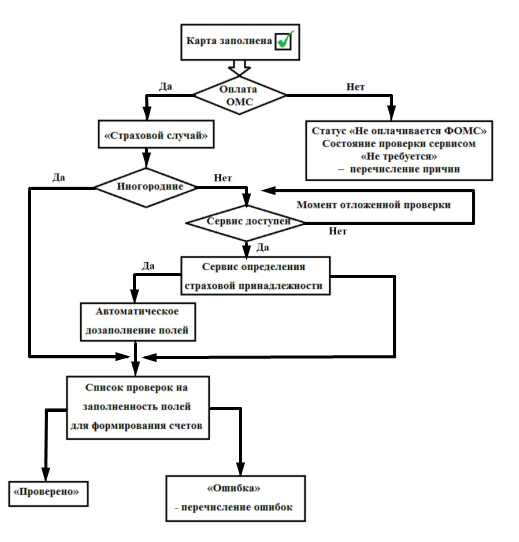 Карта заполнена
Да
Оплата
ОМС
Нет
«Страховой случай»
Статус «Не оплачивается ФОМС»
Состояние проверки сервисом
«Не требуется»
– перечисление причин
Да
Иногородние
Нет
Момент отложенной проверки
Сервис доступен
Нет
Да
Да
Сервис определения
страховой принадлежности
Автоматическое
дозаполнение полей
Список проверок на
заполненность полей
для формирования счетов
«Проверено»
«Ошибка»
- перечисление ошибок